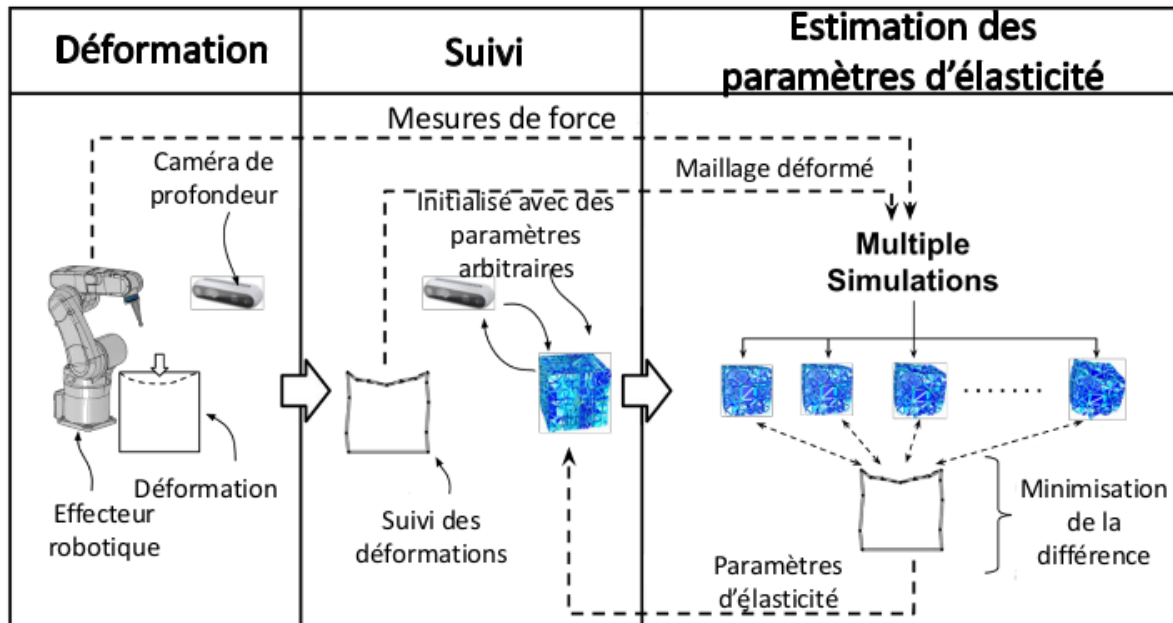 Déformation
Suivi
Estimation des
paramètres d'élasticité
Mesures de force
Caméra de
profondeur
Maillage déformé
Initialisé avec des
paramètres
arbitraires
Multiple
Simulations
Déformation
Effecteur
robotique
Suivi des
déformations
Minimisation
de la
différence
Paramètres
d'élasticité